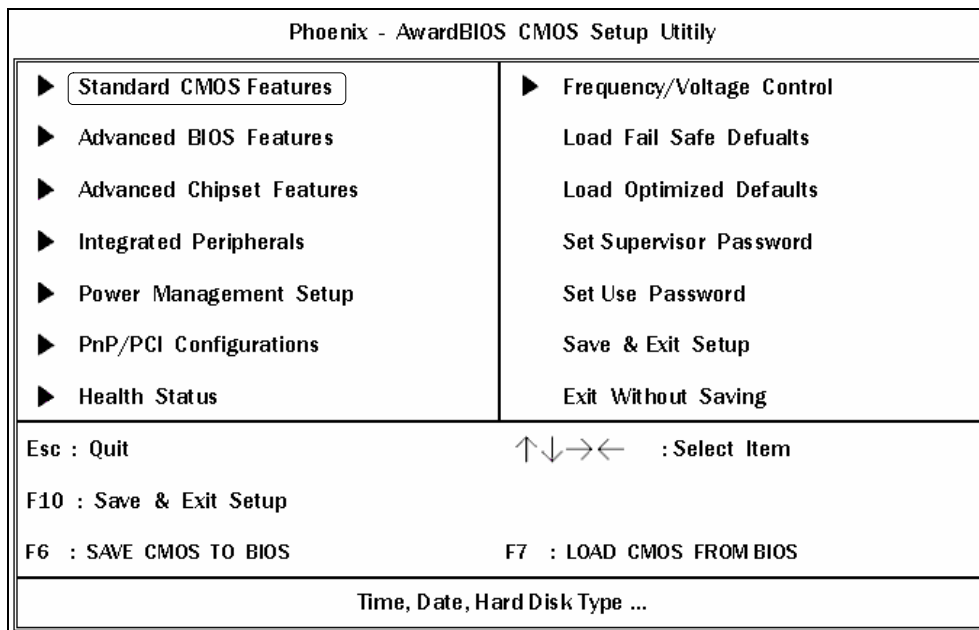 Phoenix - AwardBIOS CMOS Setup Utitily
Standard CMOS Features
Advanced BIOS Features
Advanced Chipset Features
Integrated Peripherals
Power Management Setup
PnP/PCI Configurations
Health Status
Frequency/Voltage Control
Load Fail Safe Defualts
Load Optimized Defaults
Set Supervisor Password
Set Use Password
Save & Exit Setup
Exit Without Saving
Esc : Quit
↑↓→← : Select Item
F10 : Save & Exit Setup
F6 : SAVE CMOS TO BIOS
F7 : LOAD CMOS FROM BIOS
Time, Date, Hard Disk Type ...